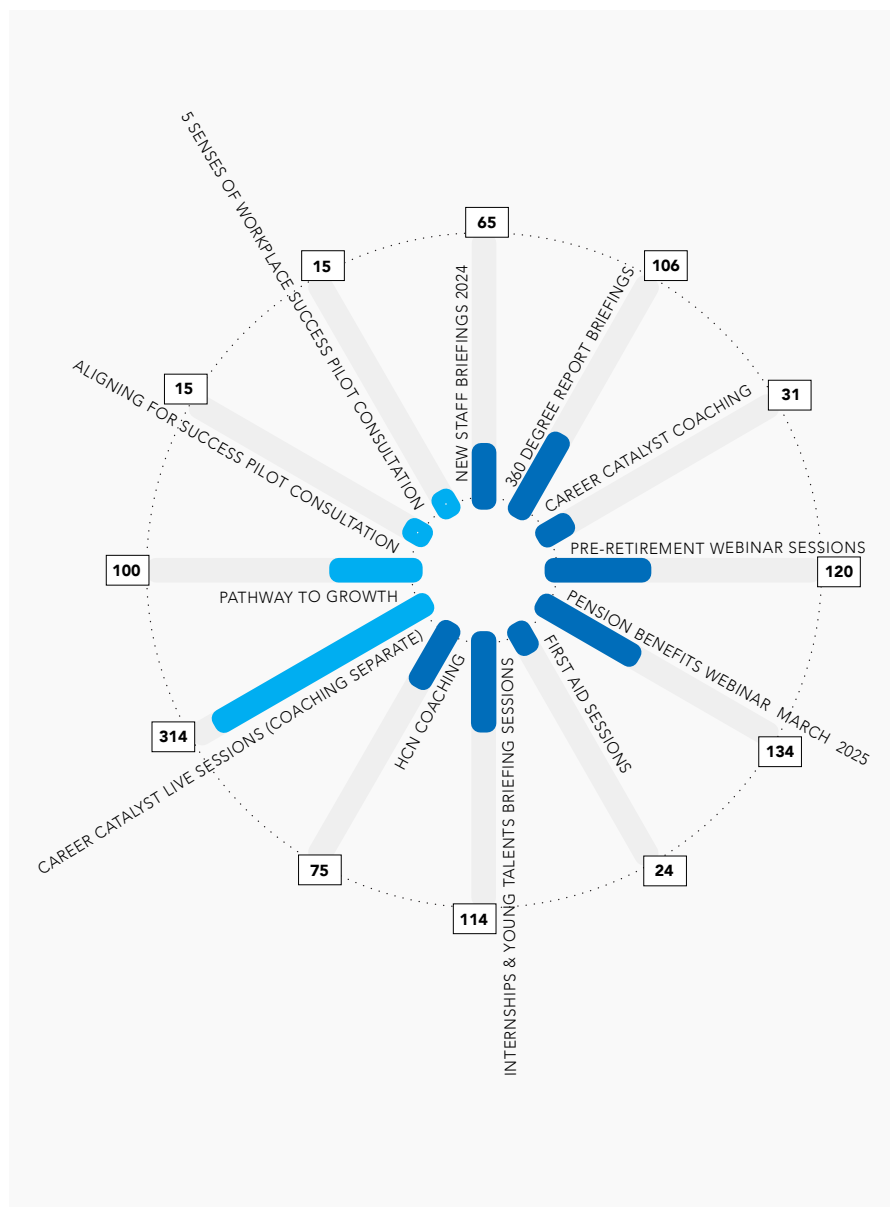 65
NEW STAFF BRIEFINGS 2024
106
360 DEGREE REPORT BRIEFINGS
31
CAREER CATALYST COACHING
120
PRE-RETIREMENT WEBINAR SESSIONS
134
PENSION BENEFITS WEBINAR  MARCH  2025
24
FIRST AID SESSIONS
114
INTERNSHIPS & YOUNG TALENTS BRIEFING SESSIONS
75
HCN COACHING
314
CAREER CATALYST LIVE SESSIONS (COACHING SEPARATE)
100
PATHWAY TO GROWTH
15
ALIGNING FOR SUCCESS PILOT CONSULTATION
15
5 SENSES OF WORKPLACE SUCCESS PILOT CONSULTATION